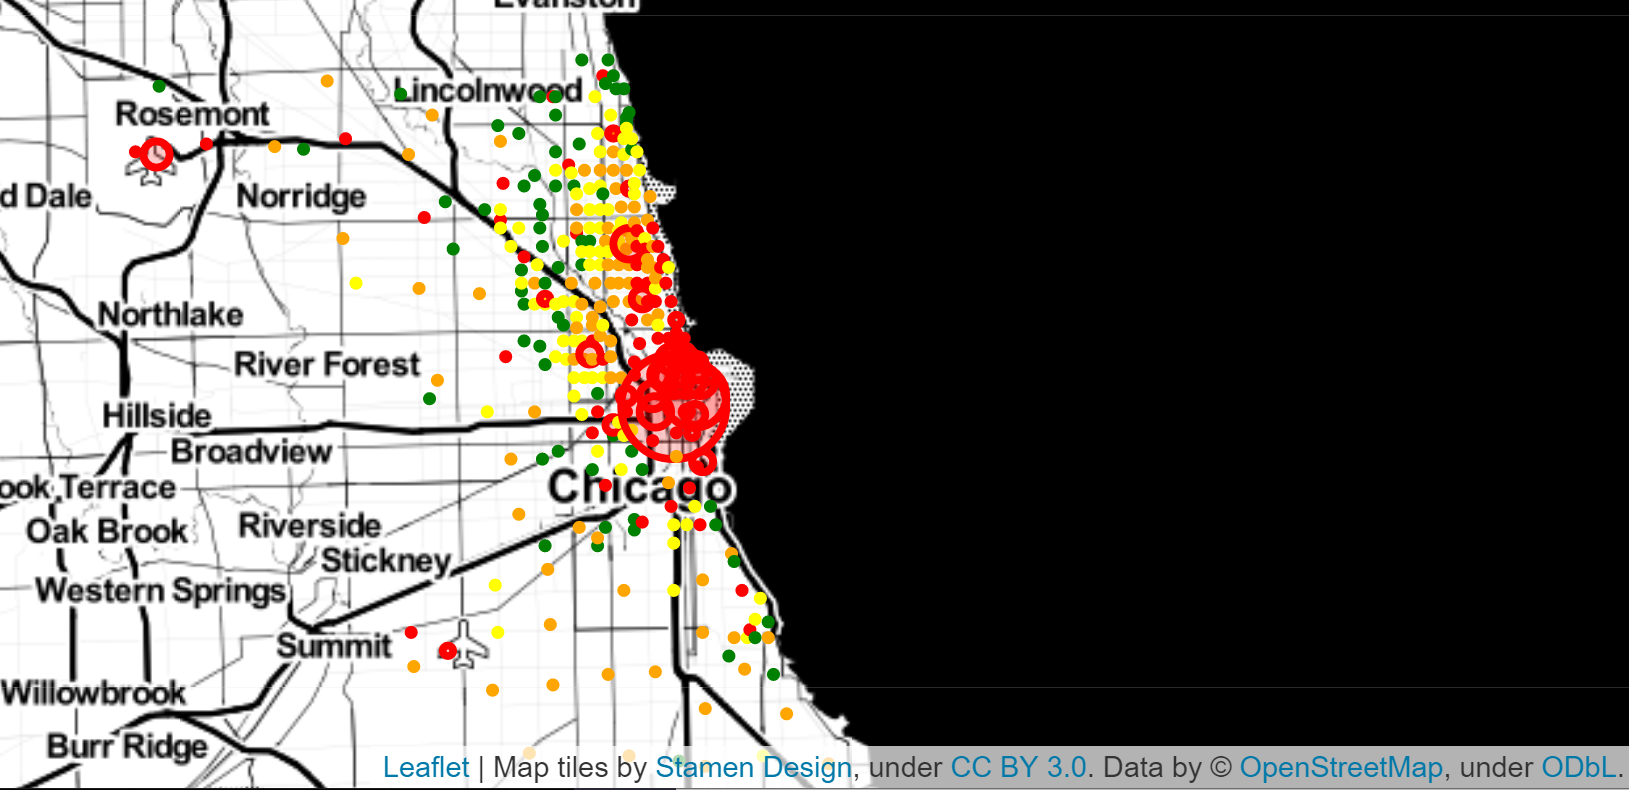 Evanston
Lincolnwood
Rosemont
d Dale
Norridge
Northlake
River Forest
Hillside
Broadview
ook Terrace
Chicago
Oak Brook
Riverside
Stickney
Western Springs
Summit
Willowbrook
Burr Ridge
Leaflet | Map tiles by Stamen Design, under CC BY 3.0. Data by © OpenStreetMap, under ODbL.